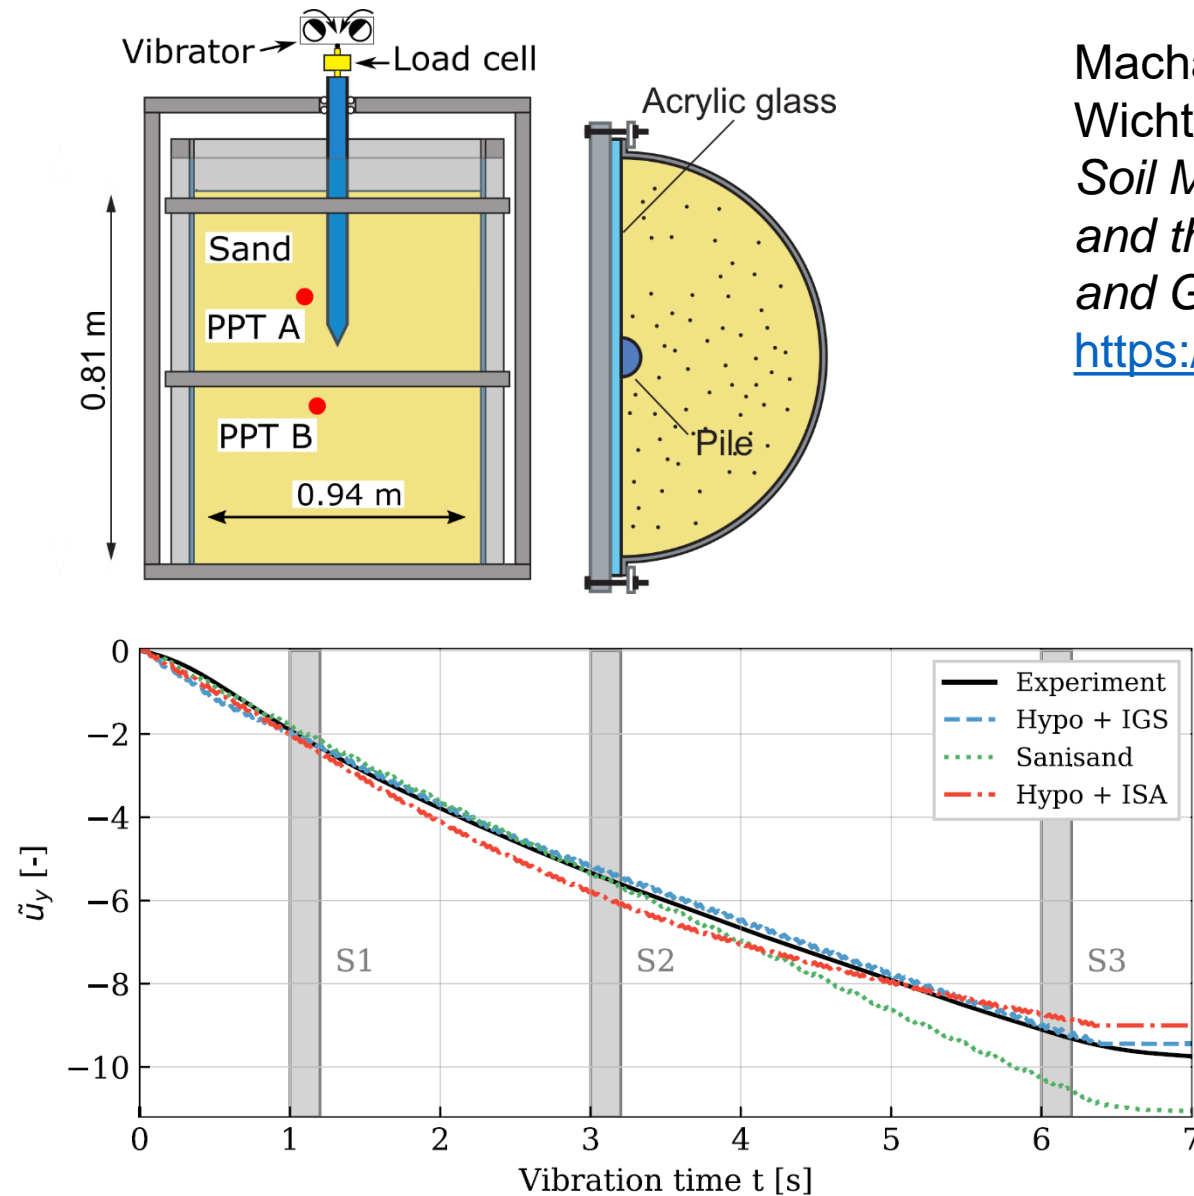 Vibrator
Load cell
Acrylic glass
Sand
PPT A
0.81 m
PPT B
0.94 m
Pile
Wicht
Soil M
and th
and G
https:/
0
−2
−4
−6
−8
−10
ũy [-]
Experiment
Hypo + IGS
Sanisand
Hypo + ISA
S1
S2
S3
0 1 2 3 4 5 6 7
Vibration time t [s]